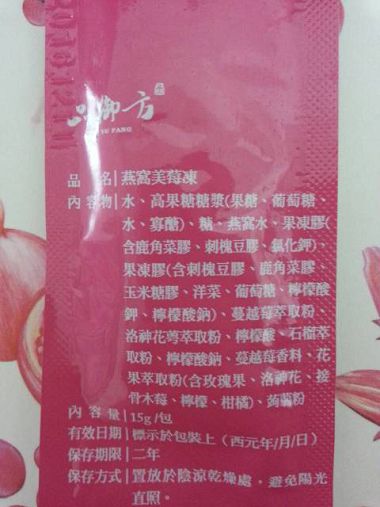 品御方
YU FANG
品名|燕窩美莓凍
內容物|水、高果糖糖漿(果糖、葡萄糖、
水、寡醣)、糖、燕窩水、果凍膠(
含鹿角菜膠、刺槐豆膠、氯化鉀)、
果凍膠(含刺槐豆膠、鹿角菜膠、
玉米糖膠、洋菜、葡萄糖、檸檬酸
鉀、檸檬酸鈉)、蔓越莓萃取粉、
洛神花萼萃取粉、檸檬酸、石榴萃
取粉、檸檬酸鈉、蔓越莓香料、花
果萃取粉(含玫瑰果、洛神花、接
骨木莓、檸檬、柑橘)、蒟蒻粉
內容量|15g/包
有效日期|標示於包裝上（西元年/月/日）
保存期限|二年
保存方式|置放於陰涼乾燥處，避免陽光
直照。